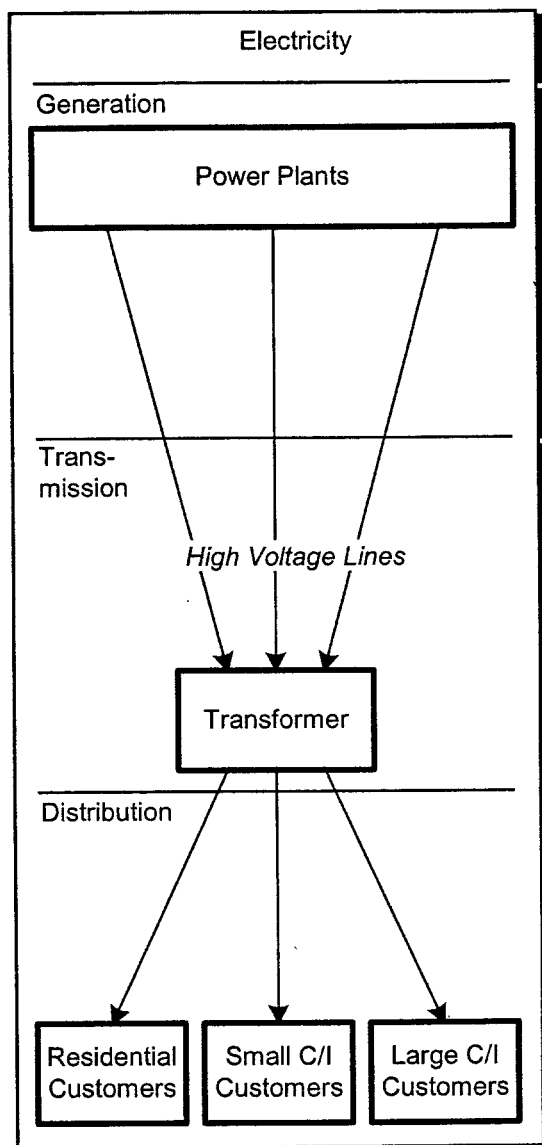 Electricity
Generation
Power Plants
Trans-
mission
High Voltage Lines
Transformer
Distribution
Residential
Customers
Small C/I
Customers
Large C/I
Customers